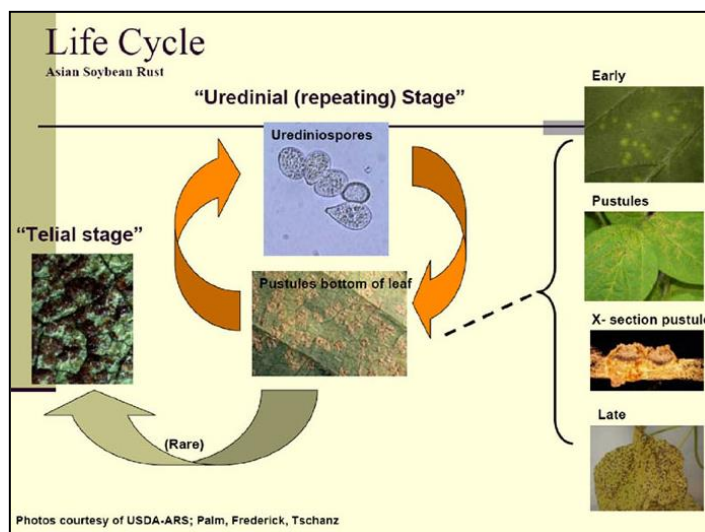 Life Cycle
Asian Soybean Rust
“Uredinial (repeating) Stage”
Urediniospores
“Telial stage”
Pustules bottom of leaf
(Rare)
Early
Pustules
X- section pustule
Late
Photos courtesy of USDA-ARS; Palm, Frederick, Tschanz